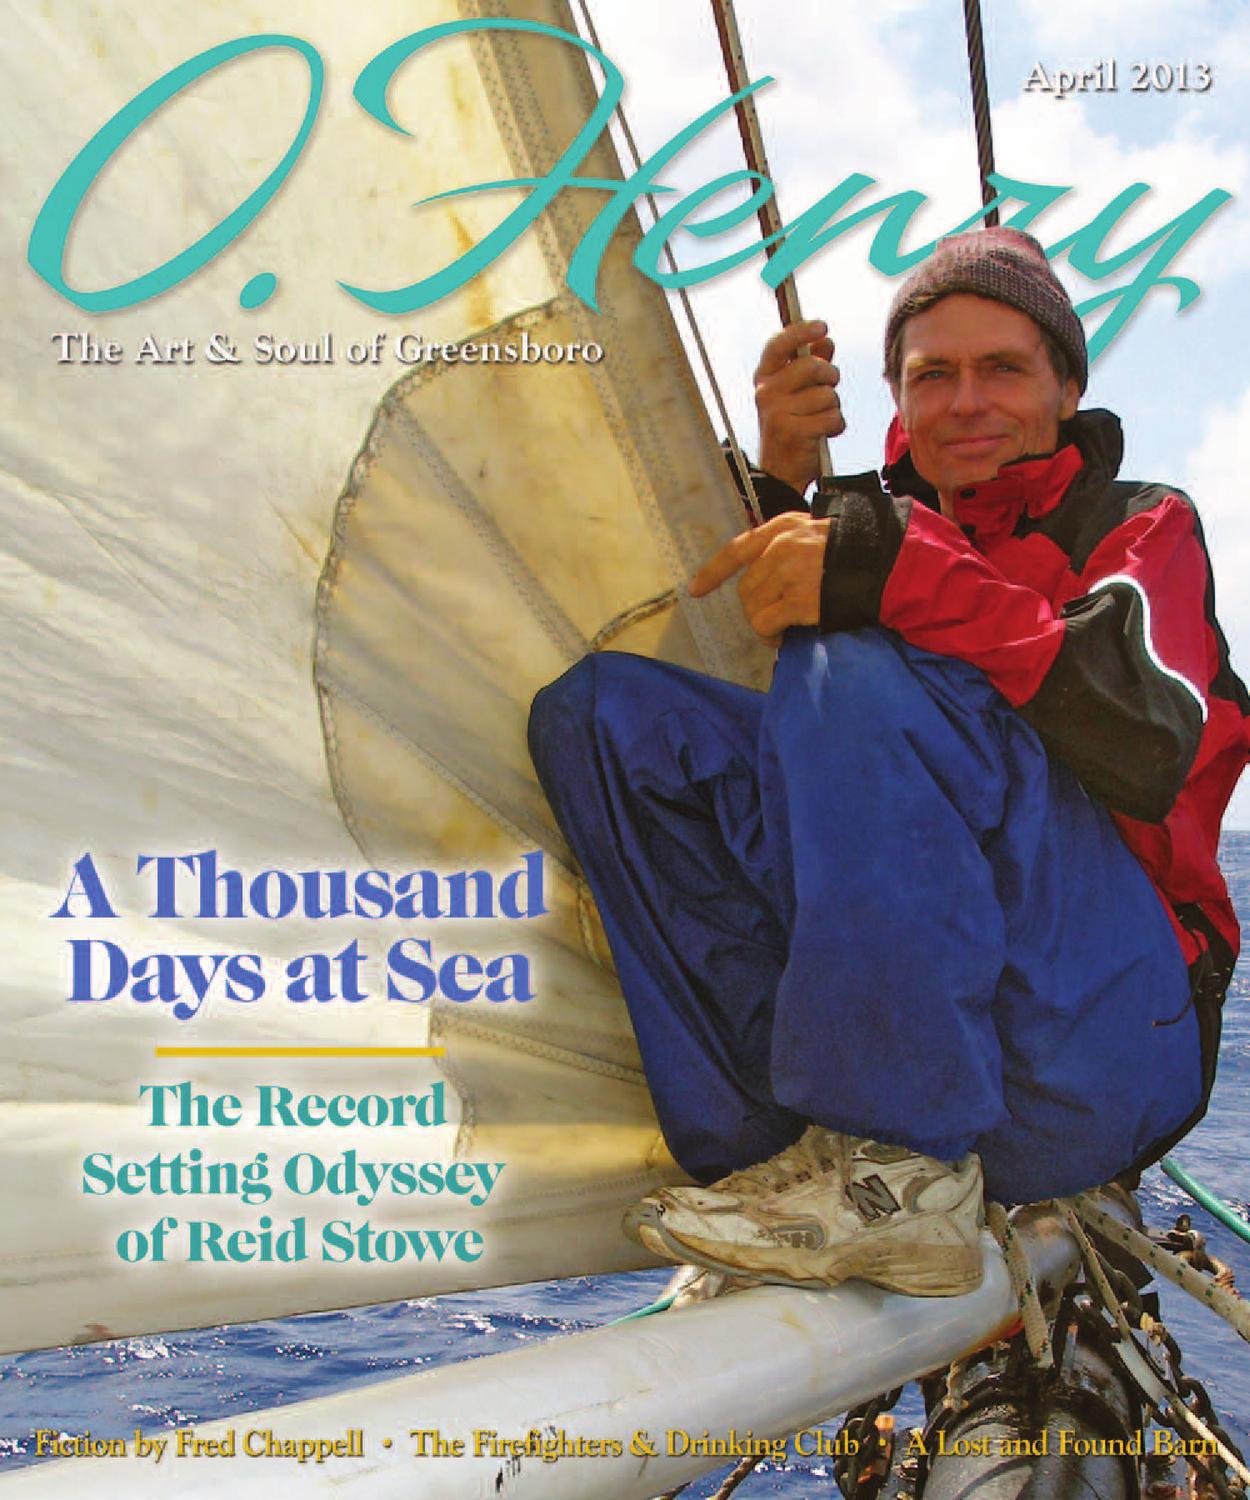 April 2013
O. Henry
The Art & Soul of Greensboro
A Thousand
Days at Sea
The Record
Setting Odyssey
of Reid Stowe
N
Fiction by Fred Chappell • The Firefighters & Drinking Club • A Lost and Found Barn